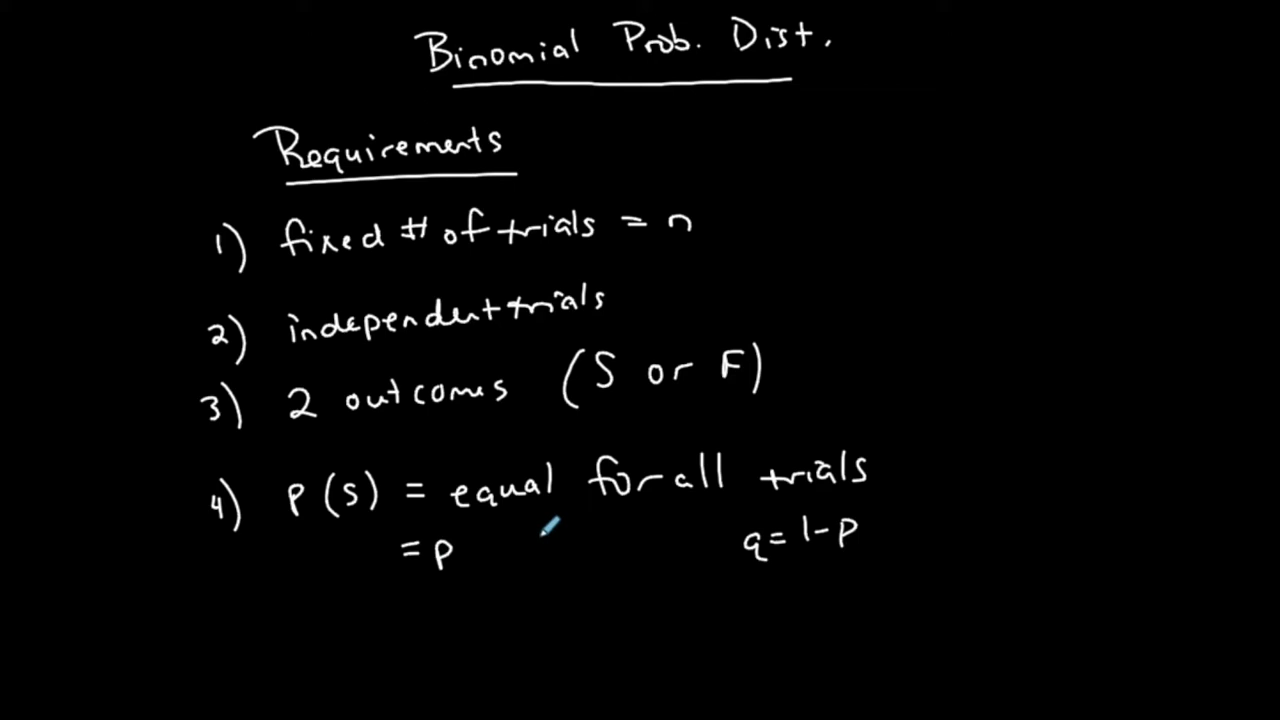 Binomial Prob. Dist.
Requirements
1) fixed # of trials = n
2) independent trials
3) 2 outcomes (S or F)
4) P(S) = equal for all trials
= p q = 1 - p